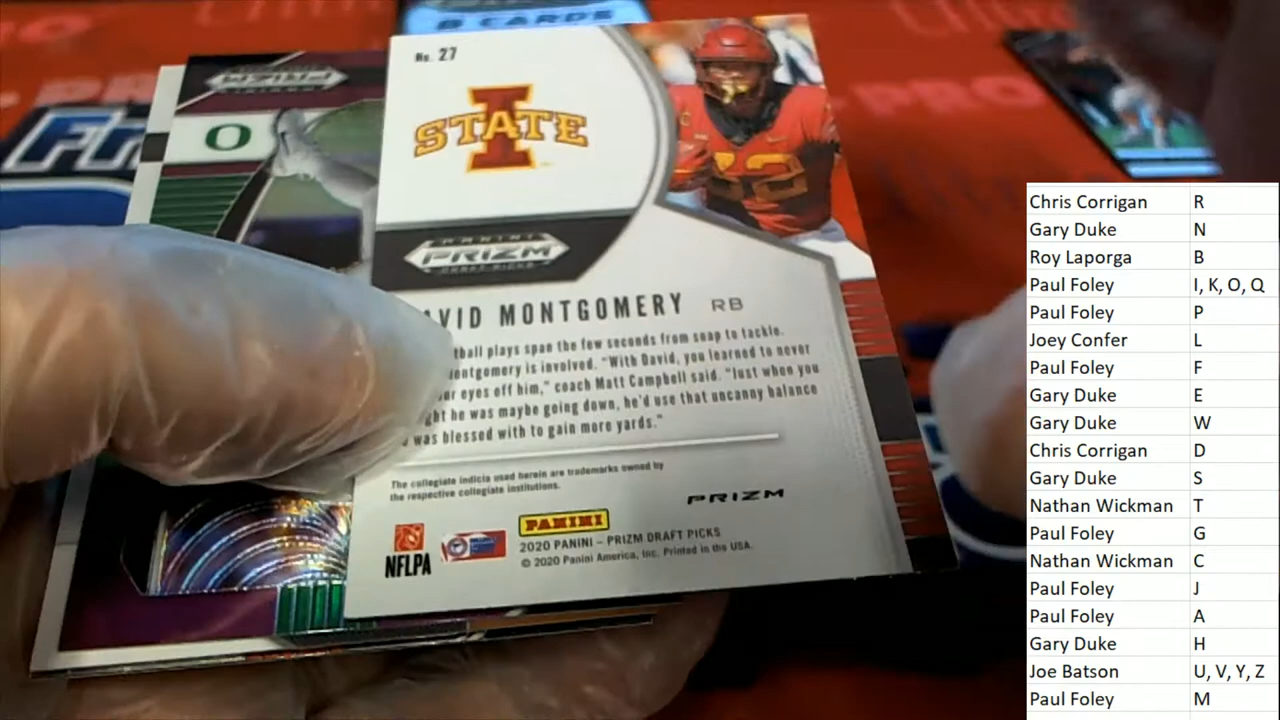 8 CARDS
No. 27
I
STATE
PANINI
PRIZM
DRAFT PICKS
O
PRIZM
Fr
PRO
VID MONTGOMERY RB
tball plays span the few seconds from snap to tackle.
ontgomery is involved. "With David, you learned to never
ur eyes off him," coach Matt Campbell said. "Just when you
ght he was maybe going down, he'd use that uncanny balance
was blessed with to gain more yards."
The collegiate indicia used herein are trademarks owned by
the respective collegiate institutions.
PRIZM
NFLPA
PANINI
2020 PANINI – PRIZM DRAFT PICKS
© 2020 Panini America, Inc. Printed in the USA.
Chris Corrigan R
Gary Duke N
Roy Laporga B
Paul Foley I, K, O, Q
Paul Foley P
Joey Confer L
Paul Foley F
Gary Duke E
Gary Duke W
Chris Corrigan D
Gary Duke S
Nathan Wickman T
Paul Foley G
Nathan Wickman C
Paul Foley J
Paul Foley A
Gary Duke H
Joe Batson U, V, Y, Z
Paul Foley M